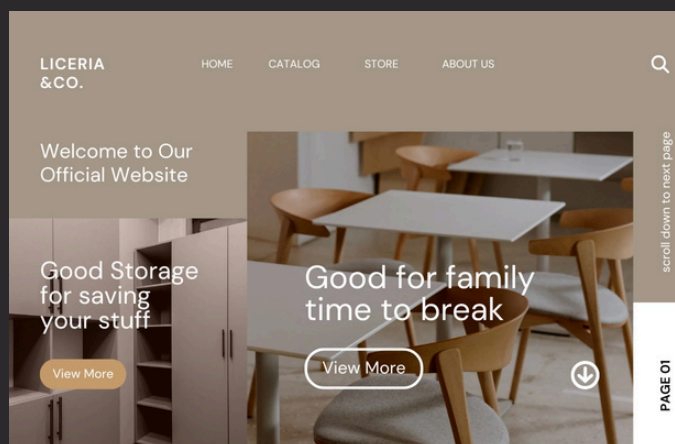 LICERIA
&CO.
HOME
CATALOG
STORE
ABOUT US
Welcome to Our
Official Website
scroll down to next page
Good Storage
for saving
your stuff
View More
Good for family
time to break
View More
PAGE 01